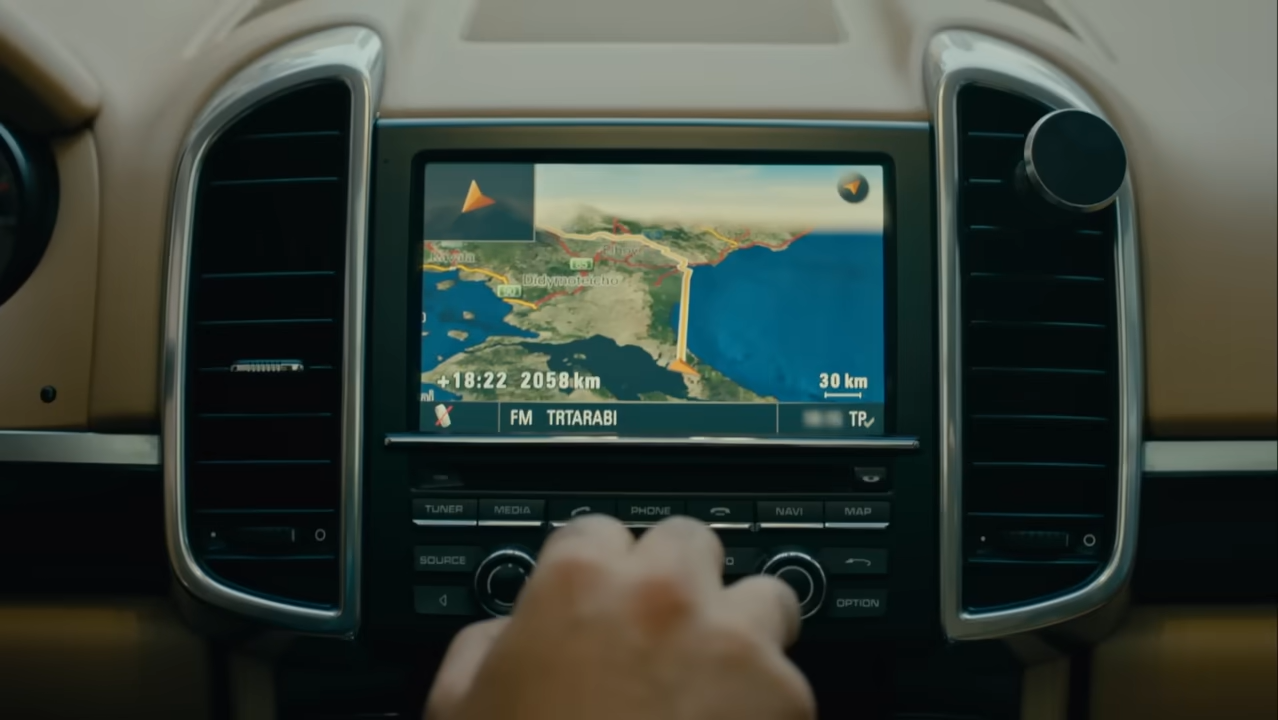 Didymoteicho
+18:22 2058km
30 km
FM TRTARABI
TP
TUNER
MEDIA
PHONE
NAVI
MAP
SOURCE
OPTION